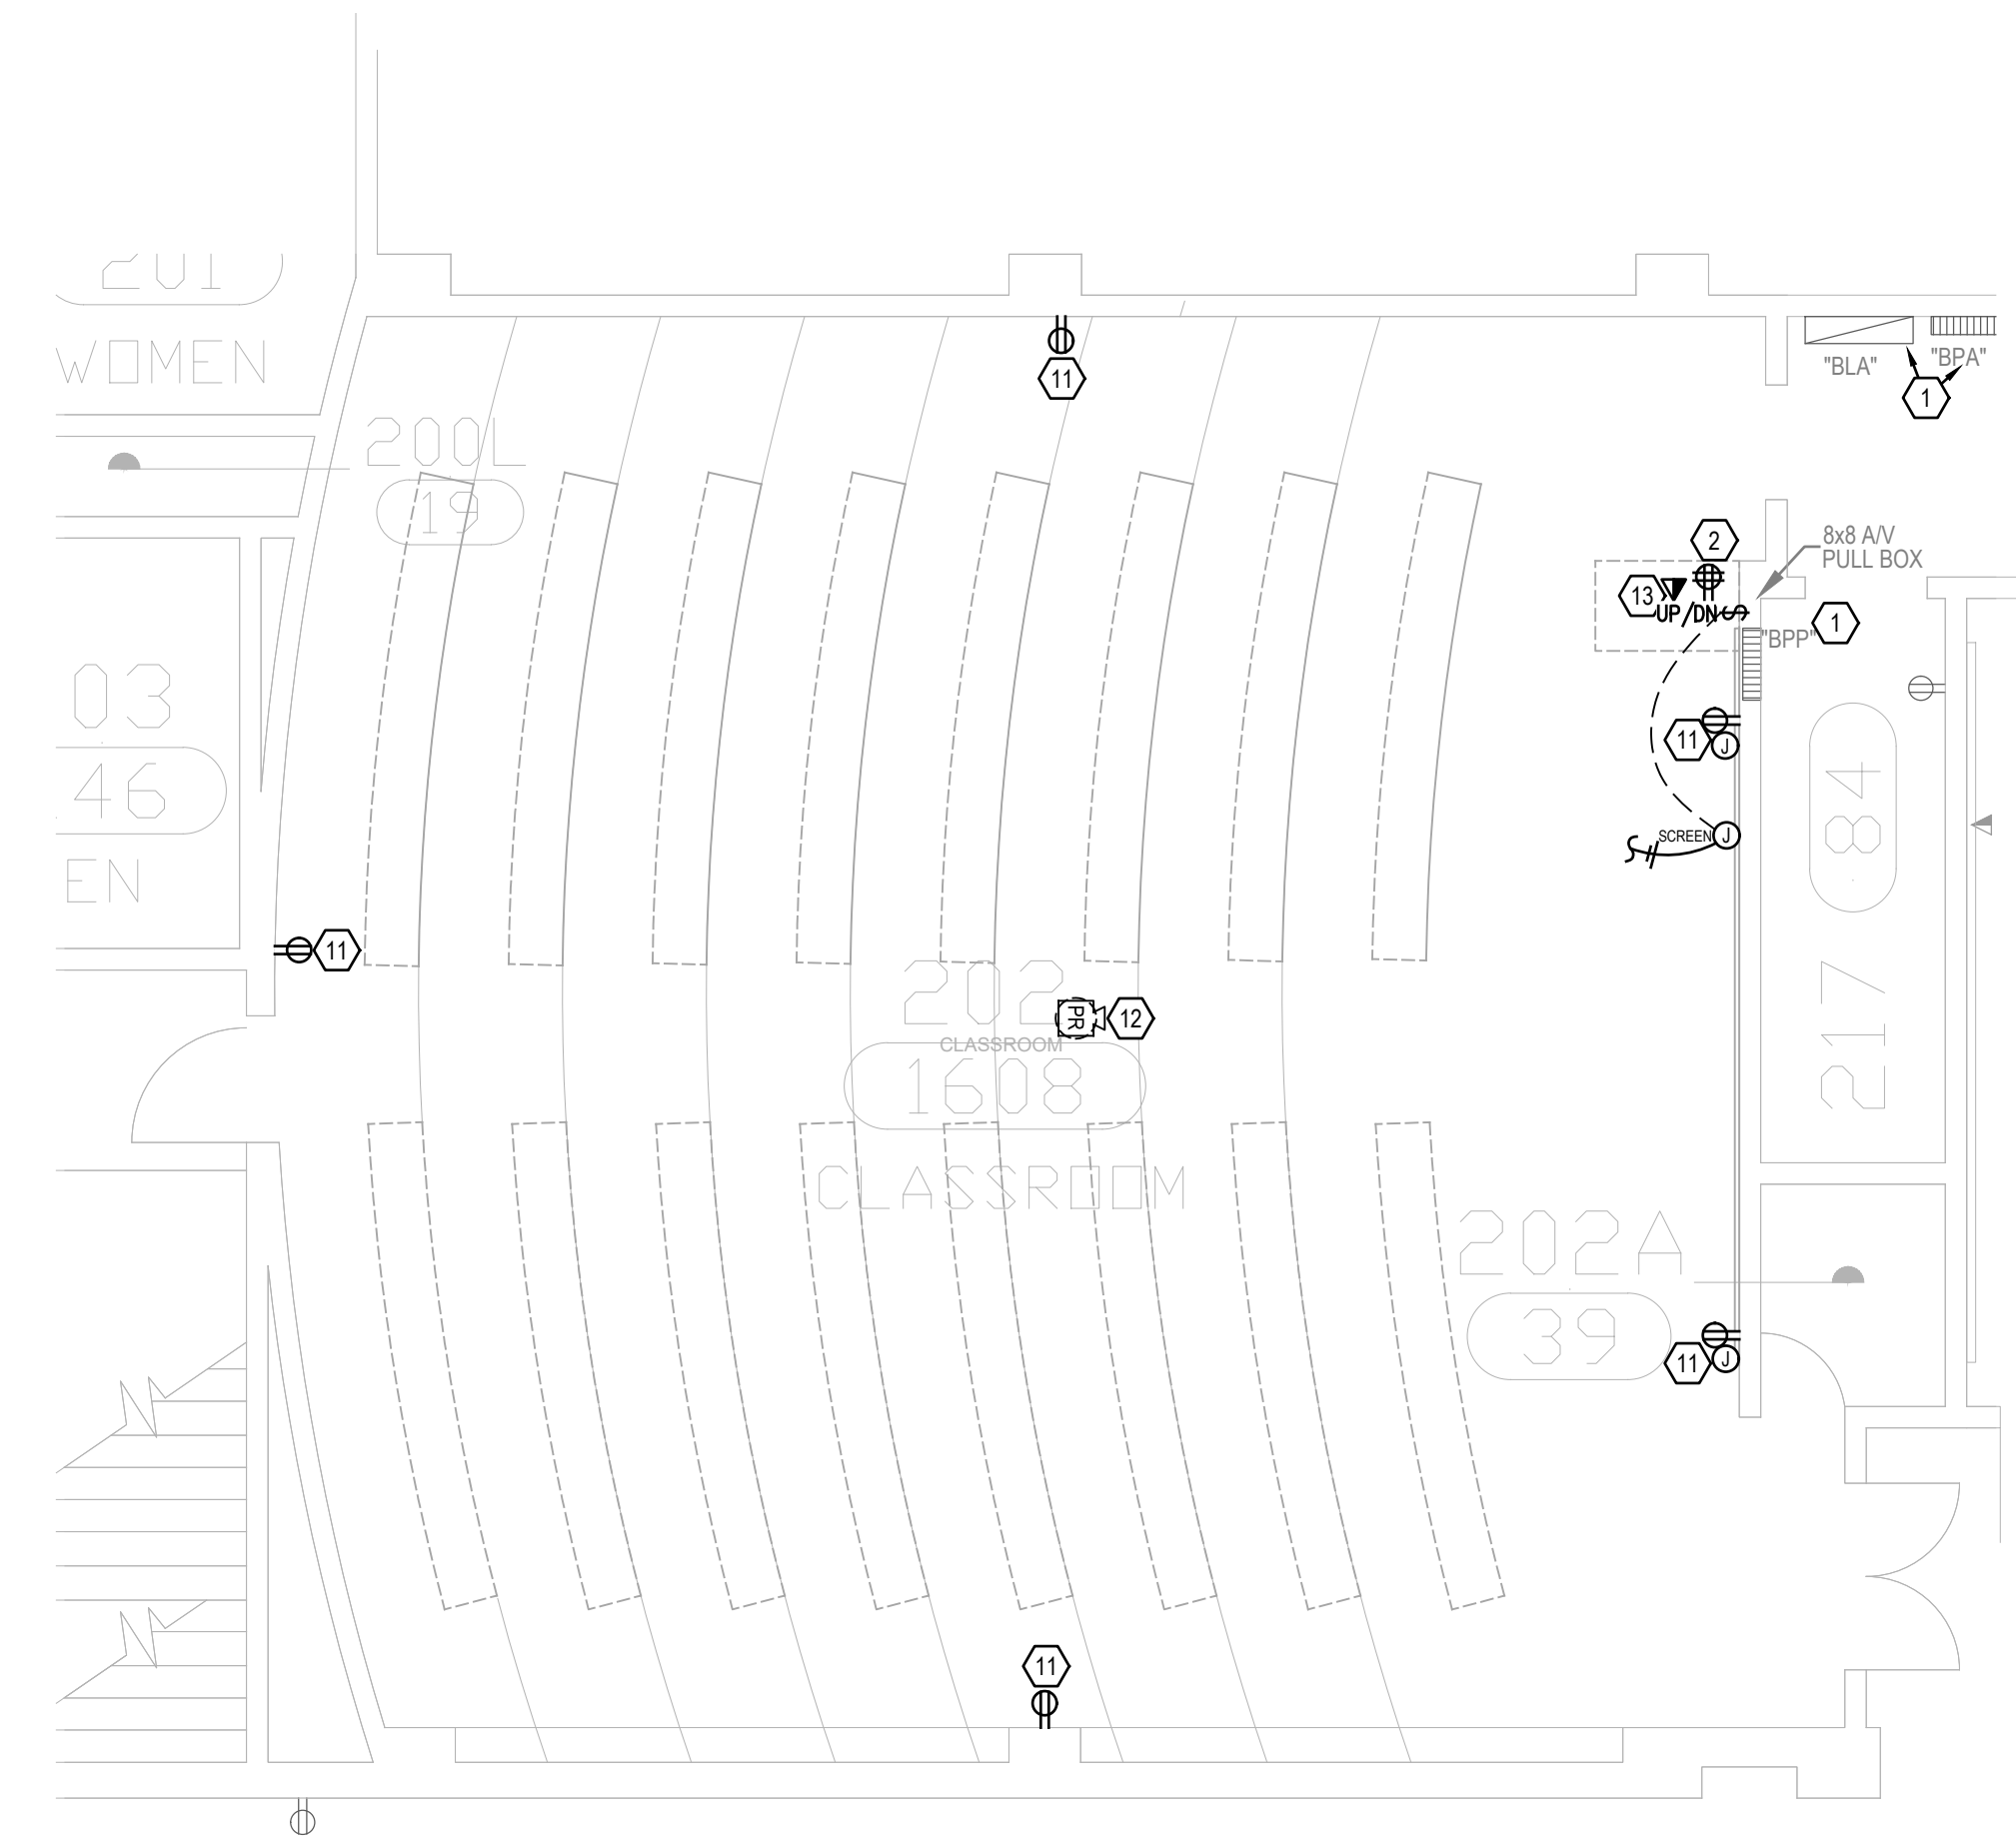 201
WOMEN
"BLA"
"BPA"
1
11
200L
19
2
8x8 A/V
PULL BOX
13
UP/DN
1
"BPP"
03
11
J
46
84
SCREEN
J
EN
11
202
PR
12
CLASSROOM
1608
217
CLASSROOM
202A
39
11
J
11